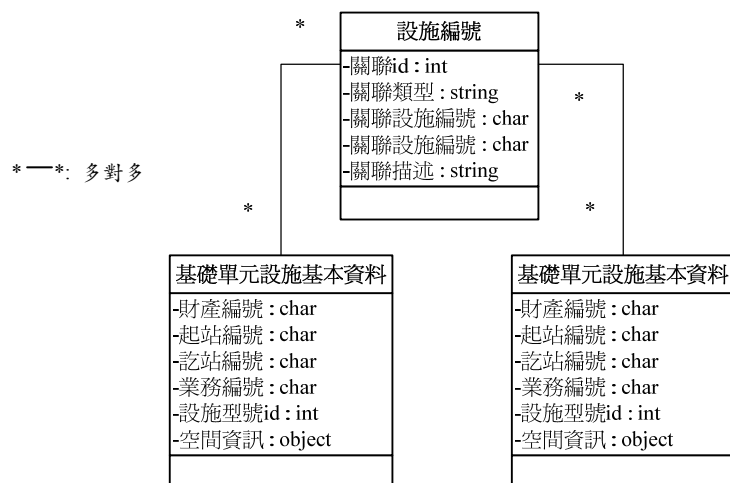 *
設施編號
-關聯id : int
-關聯類型 : string
-關聯設施編號 : char
-關聯設施編號 : char
-關聯描述 : string
*
*—*: 多對多
*
*
基礎單元設施基本資料
-財產編號 : char
-起站編號 : char
-訖站編號 : char
-業務編號 : char
-設施型號id : int
-空間資訊 : object
基礎單元設施基本資料
-財產編號 : char
-起站編號 : char
-訖站編號 : char
-業務編號 : char
-設施型號id : int
-空間資訊 : object